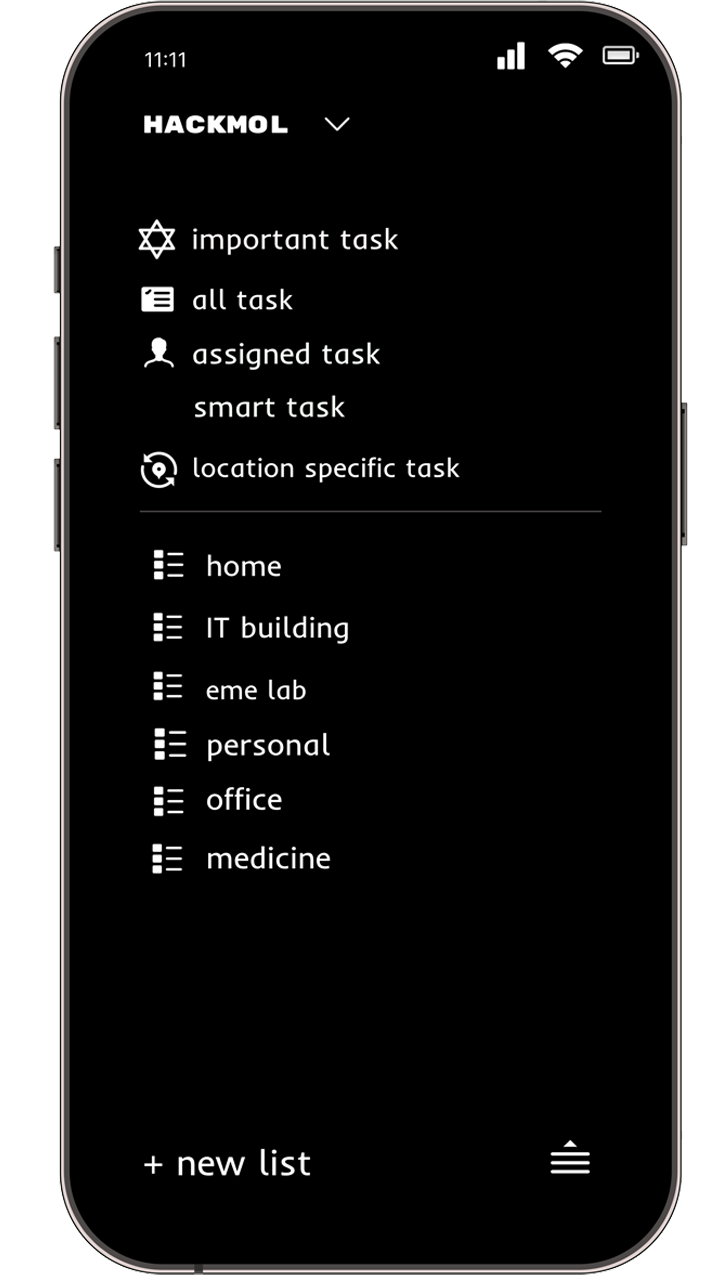 11:11
HACKMOL
important task
all task
assigned task
smart task
location specific task
home
IT building
eme lab
personal
office
medicine
+ new list